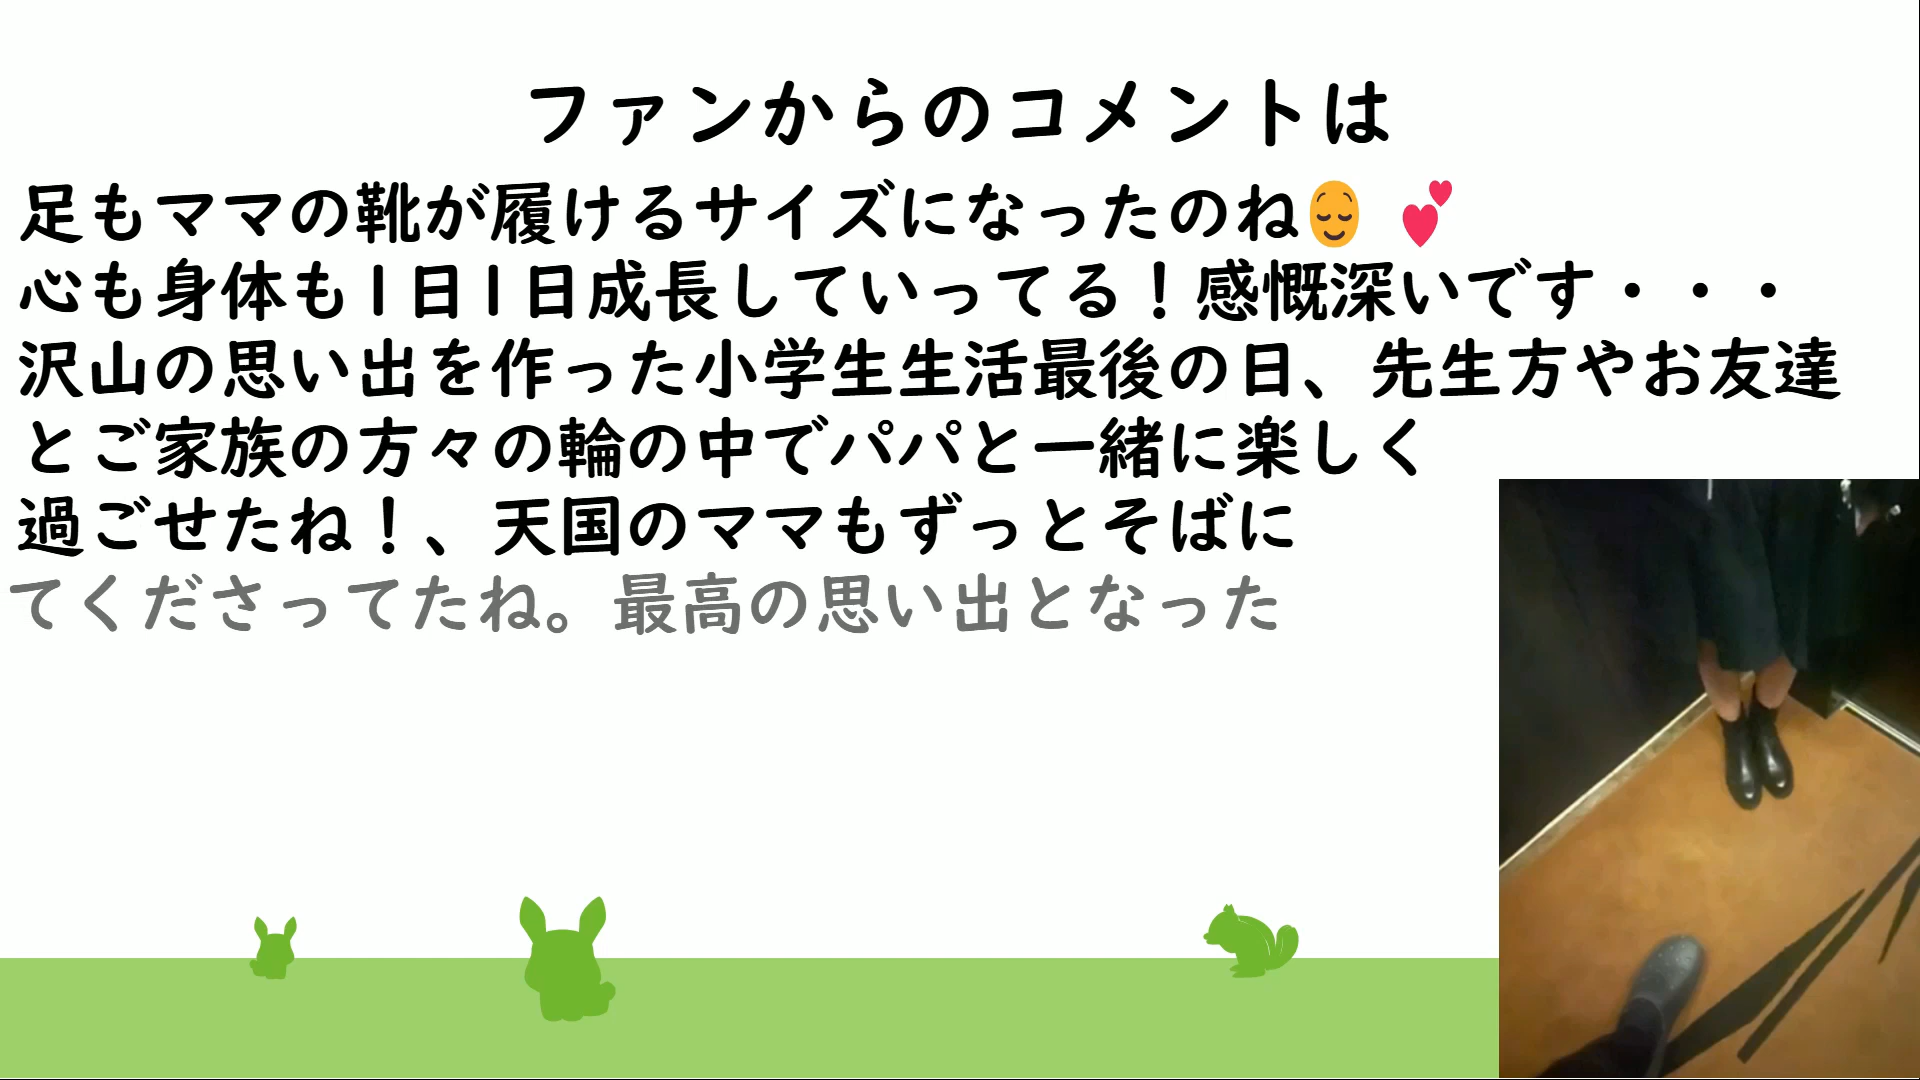 ファンからのコメントは
足もママの靴が履けるサイズになったのね😌 💕
心も身体も1日1日成長していってる！感慨深いです・・・
沢山の思い出を作った小学生生活最後の日、先生方やお友達
とご家族の方々の輪の中でパパと一緒に楽しく
過ごせたね！、天国のママもずっとそばに
てくださってたね。最高の思い出となった